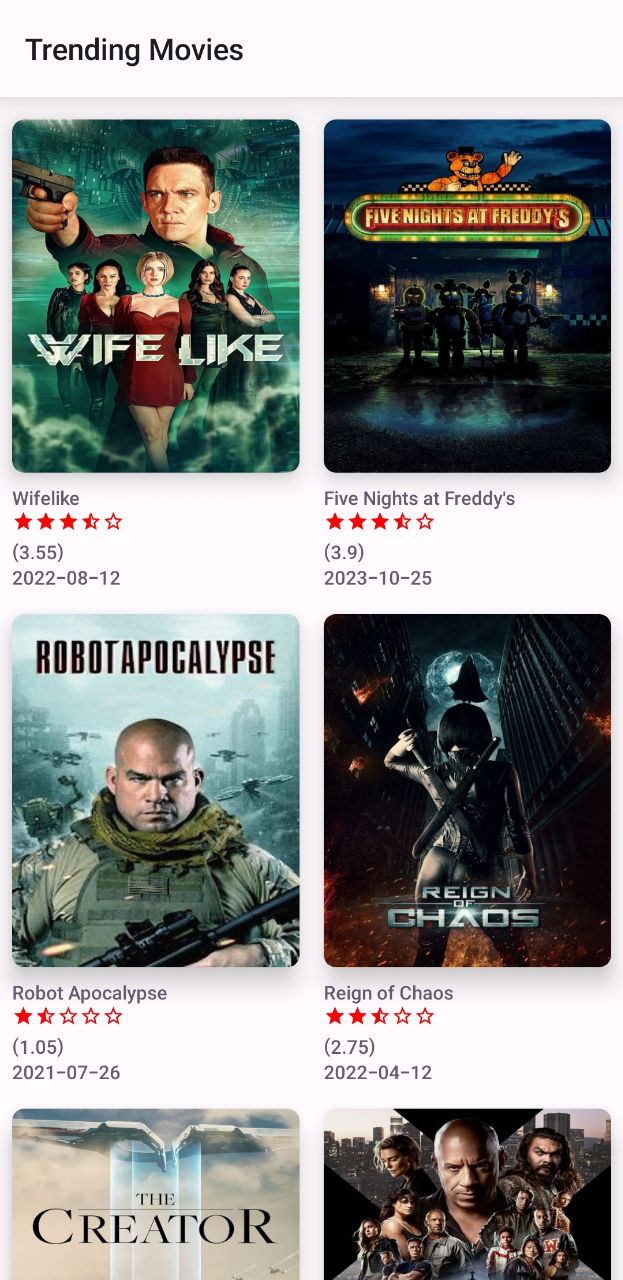 Trending Movies
WIFE LIKE
FIVE NIGHTS AT FREDDY'S
Wifelike
Five Nights at Freddy's
(3.55)
(3.9)
2022-08-12
2023-10-25
ROBOTAPOCALYPSE
REIGN
OF
CHAOS
Robot Apocalypse
Reign of Chaos
(1.05)
(2.75)
2021-07-26
2022-04-12
THE
CREATOR
W